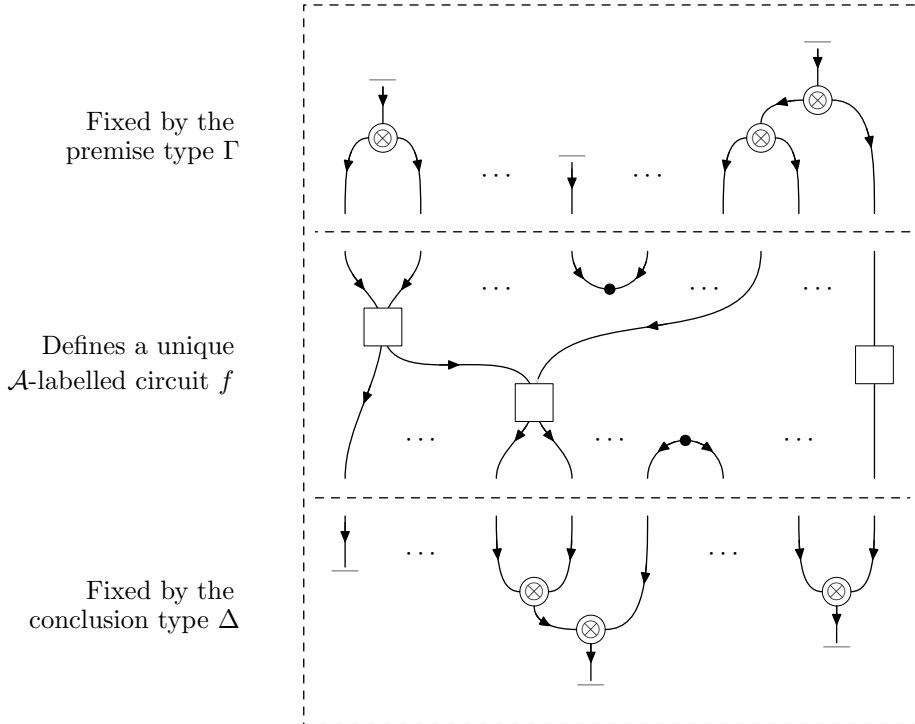 Fixed by the
premise type Γ
Defines a unique
𝒜-labelled circuit f
Fixed by the
conclusion type Δ